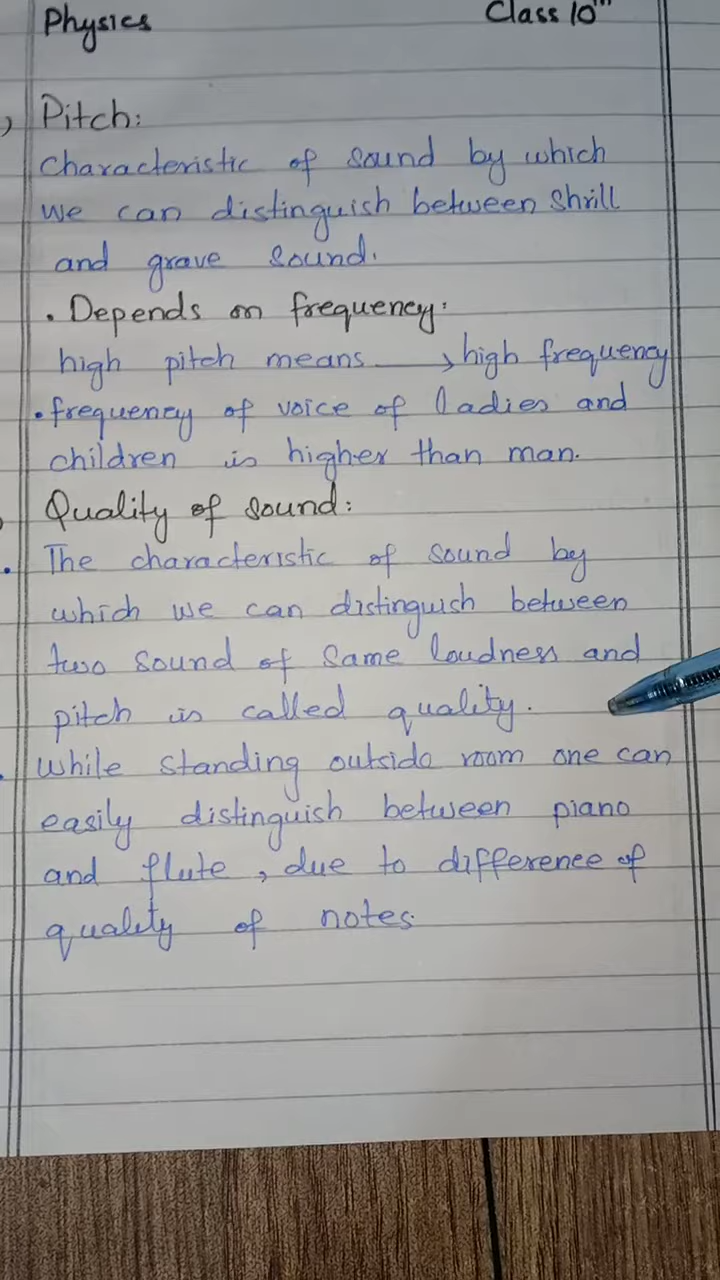 Physics Class 10th
Pitch:
Characteristic of sound by which
we can distinguish between shrill
and grave sound.
. Depends on frequency:
high pitch means → high frequency
. frequency of voice of ladies and
children is higher than man.
Quality of sound:
. The characteristic of sound by
which we can distinguish between
two sound of same loudness and
pitch is called quality.
. While standing outside room one can
easily distinguish between piano
and flute, due to difference of
quality of notes.